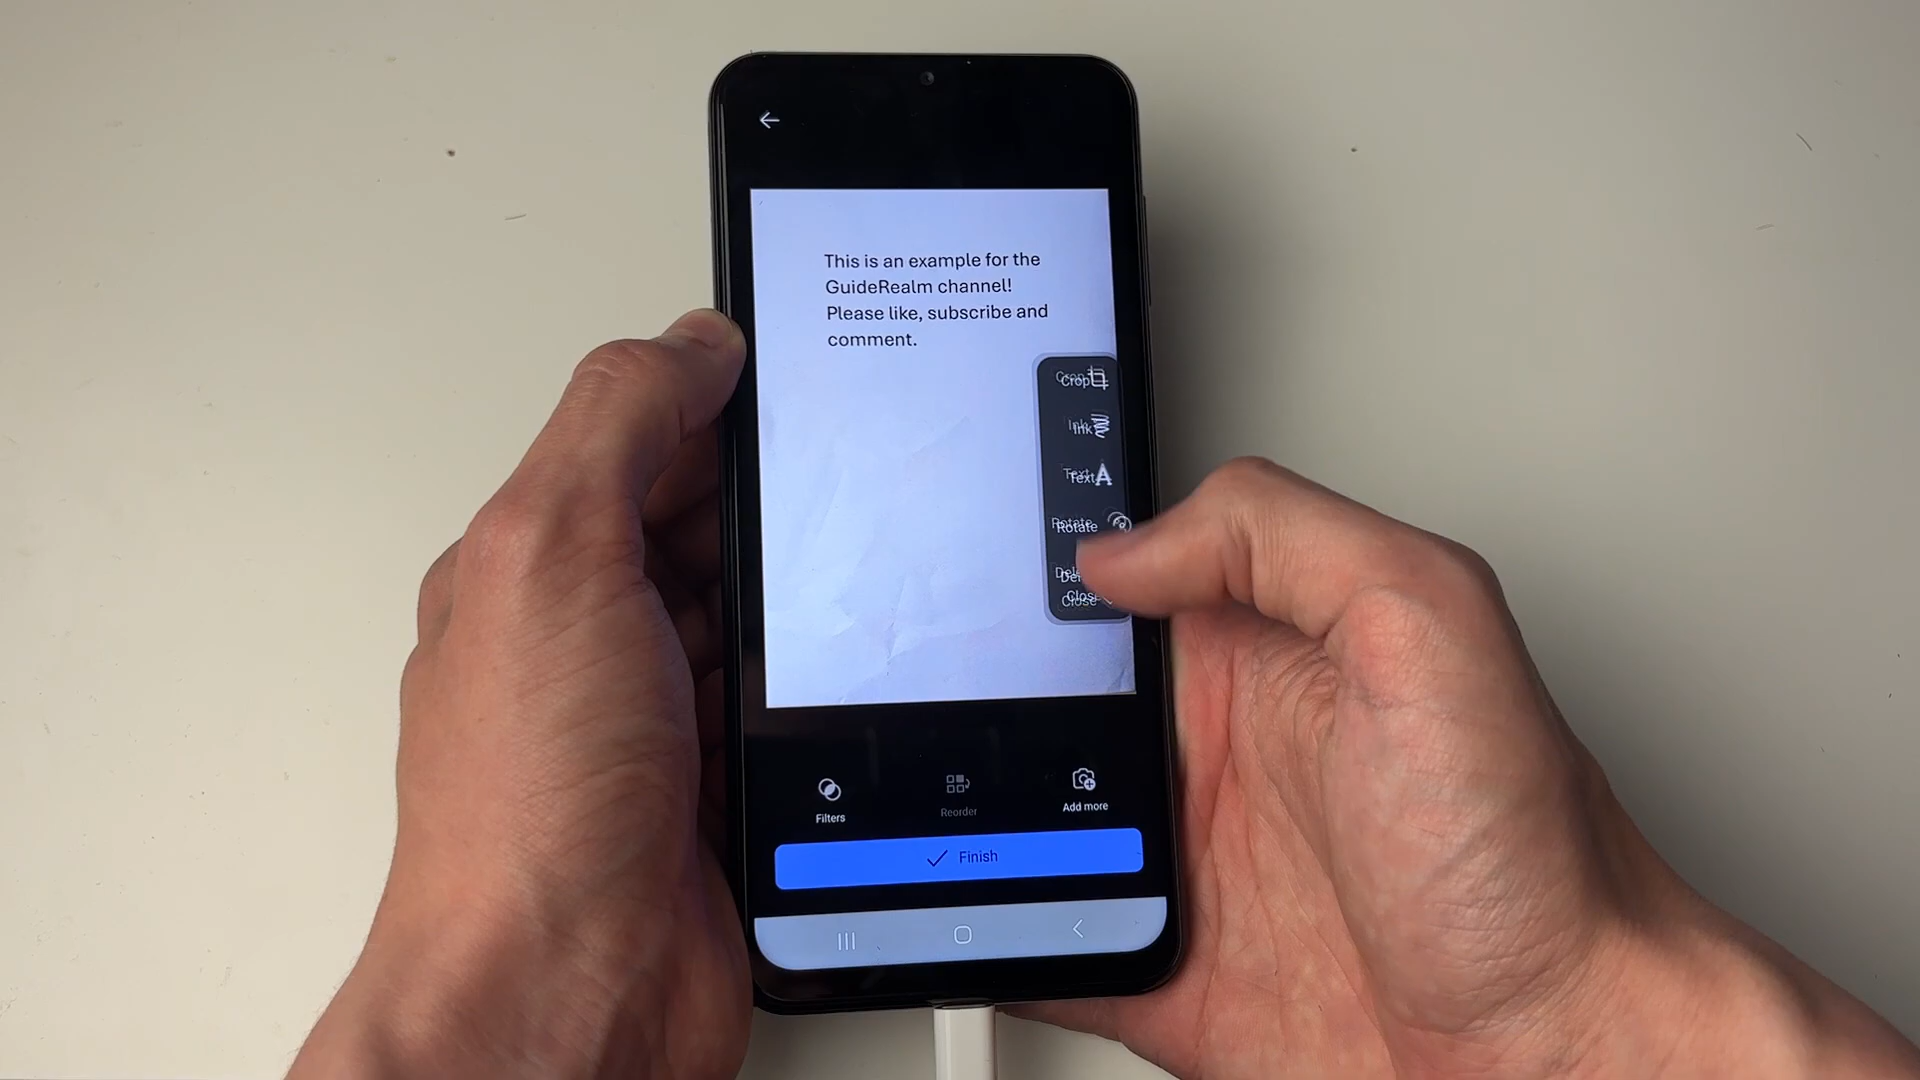 This is an example for the
GuideRealm channel!
Please like, subscribe and
comment.
Crop
Ink
Text
Rotate
Close
Filters
Reorder
Add more
Finish